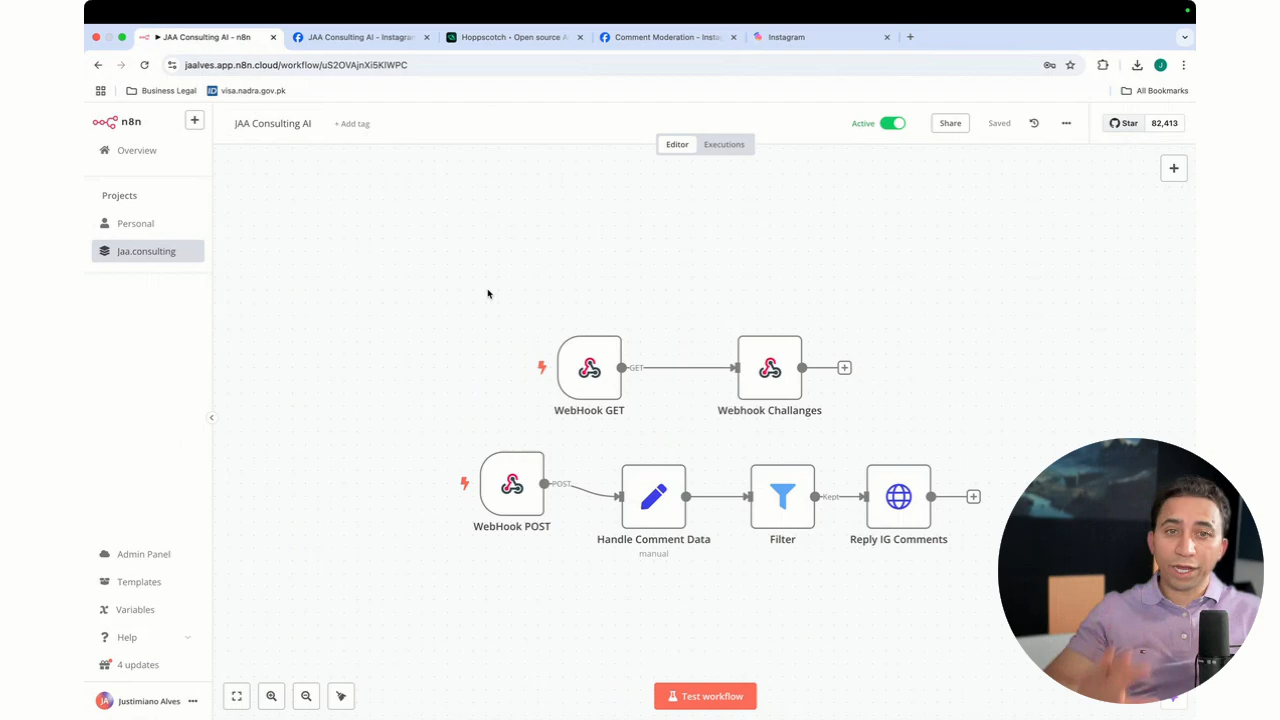 JAA Consulting AI - n8n
JAA Consulting AI - Instagram
Hoppscotch - Open source A
Comment Moderation - Insta
Instagram
jaalves.app.n8n.cloud/workflow/uS2OVAjnXi5KlWPC
J
Business Legal
visa.nadra.gov.pk
All Bookmarks
n8n
JAA Consulting AI
+ Add tag
Active
Share
Saved
Star
82,413
Editor
Executions
Overview
Projects
Personal
Jaa.consulting
GET
WebHook GET
Webhook Challanges
POST
Kept
WebHook POST
Handle Comment Data
manual
Filter
Reply IG Comments
Admin Panel
Templates
Variables
Help
4 updates
JA
Justimiano Alves
Test workflow